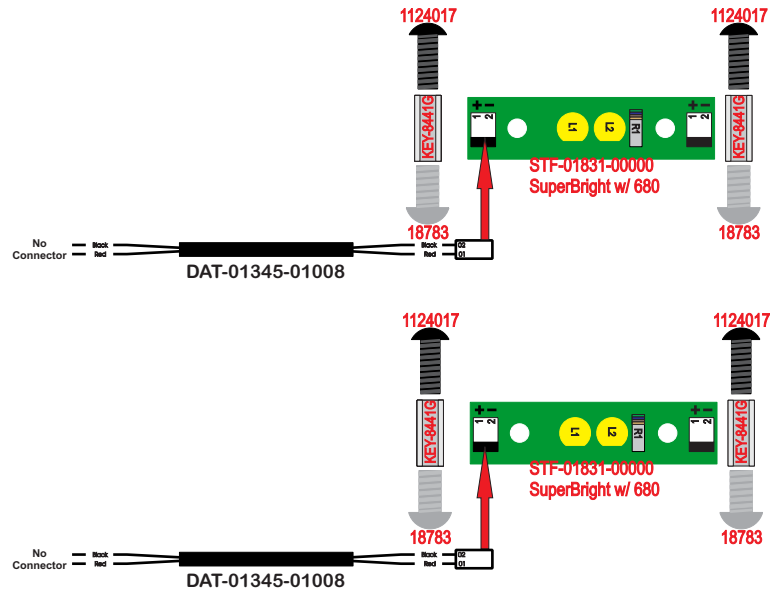 1124017
1124017
+ −
1 2
L1
L2
R1
+ −
1 2
KEY-8441G
KEY-8441G
STF-01831-00000
SuperBright w/ 680
18783
18783
No
Connector
Black
Red
Black
Red
02
01
DAT-01345-01008
1124017
1124017
+ −
1 2
L1
L2
R1
+ −
1 2
KEY-8441G
KEY-8441G
STF-01831-00000
SuperBright w/ 680
18783
18783
No
Connector
Black
Red
Black
Red
02
01
DAT-01345-01008